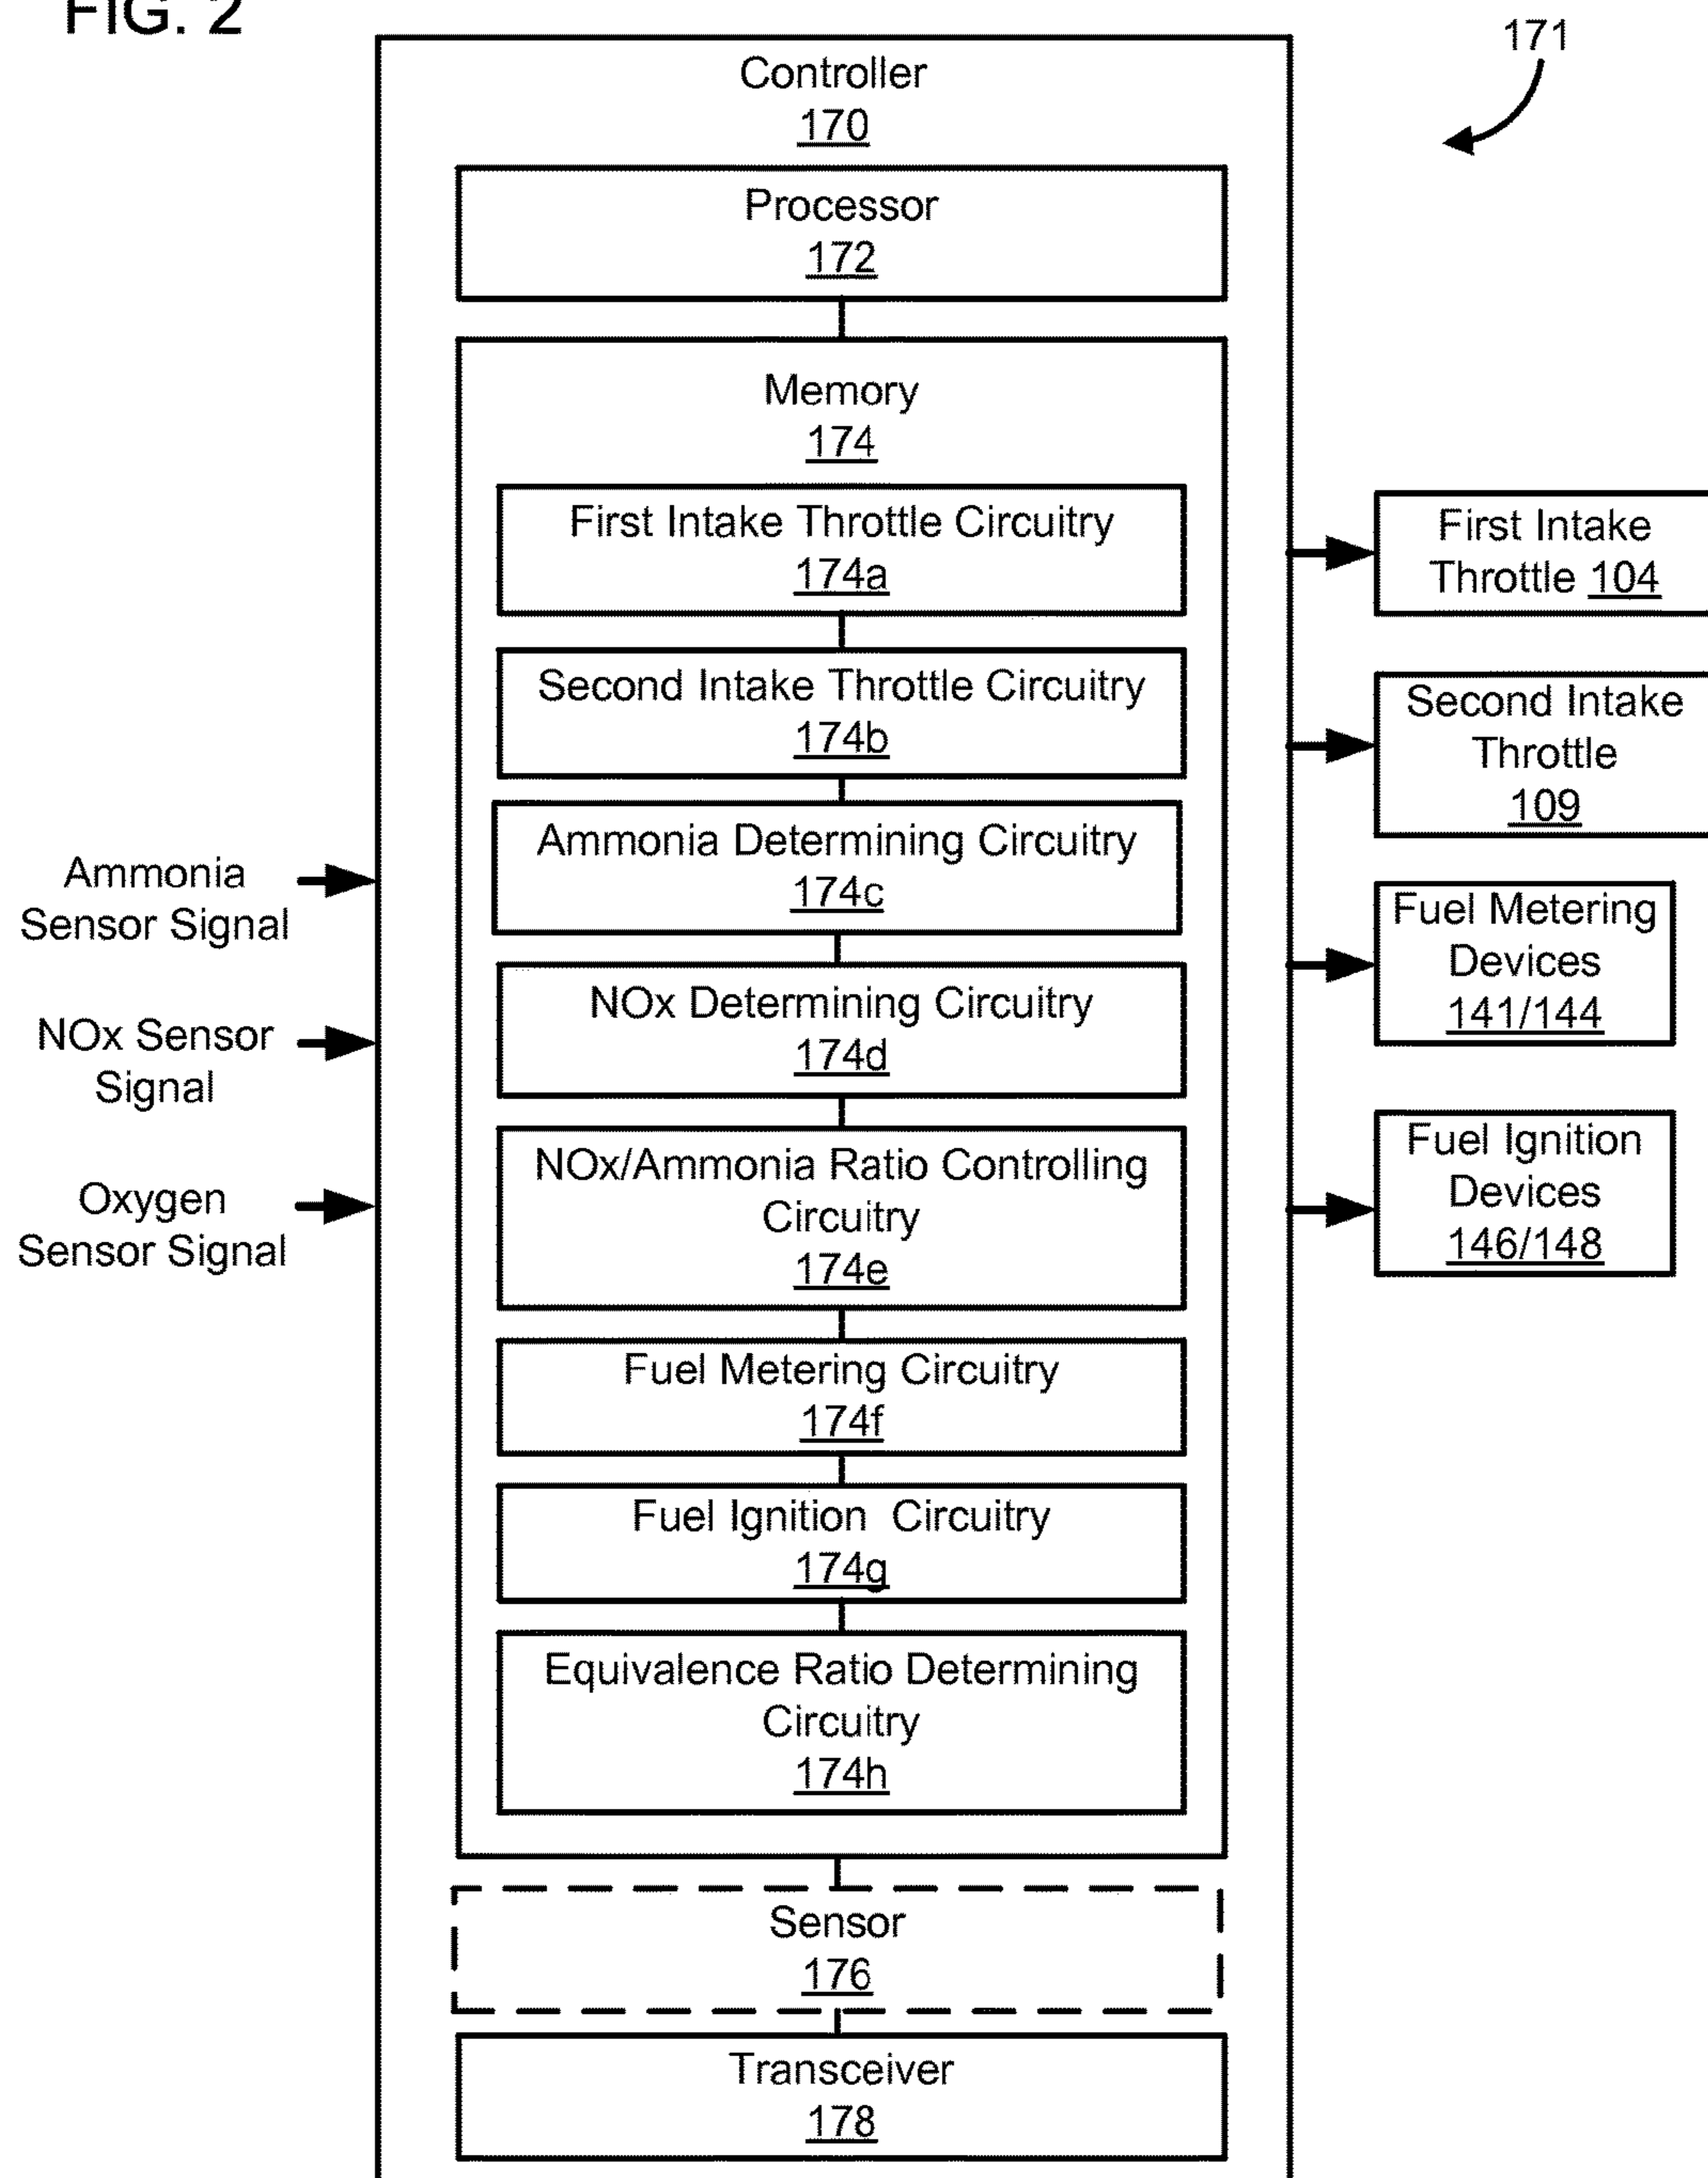 FIG. 2
171
Controller
170
Processor
172
Memory
174
First Intake Throttle Circuitry
174a
Second Intake Throttle Circuitry
174b
Ammonia Determining Circuitry
174c
NOx Determining Circuitry
174d
NOx/Ammonia Ratio Controlling
Circuitry
174e
Fuel Metering Circuitry
174f
Fuel Ignition Circuitry
174g
Equivalence Ratio Determining
Circuitry
174h
Sensor
176
Transceiver
178
Ammonia
Sensor Signal
NOx Sensor
Signal
Oxygen
Sensor Signal
First Intake
Throttle 104
Second Intake
Throttle
109
Fuel Metering
Devices
141/144
Fuel Ignition
Devices
146/148